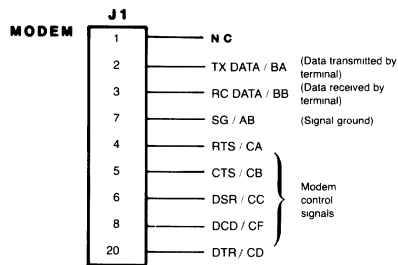 J1
MODEM
1 NC
2 TX DATA / BA (Data transmitted by terminal)
3 RC DATA / BB (Data received by terminal)
7 SG / AB (Signal ground)
4 RTS / CA
5 CTS / CB
6 DSR / CC
8 DCD / CF
20 DTR / CD
Modem
control
signals